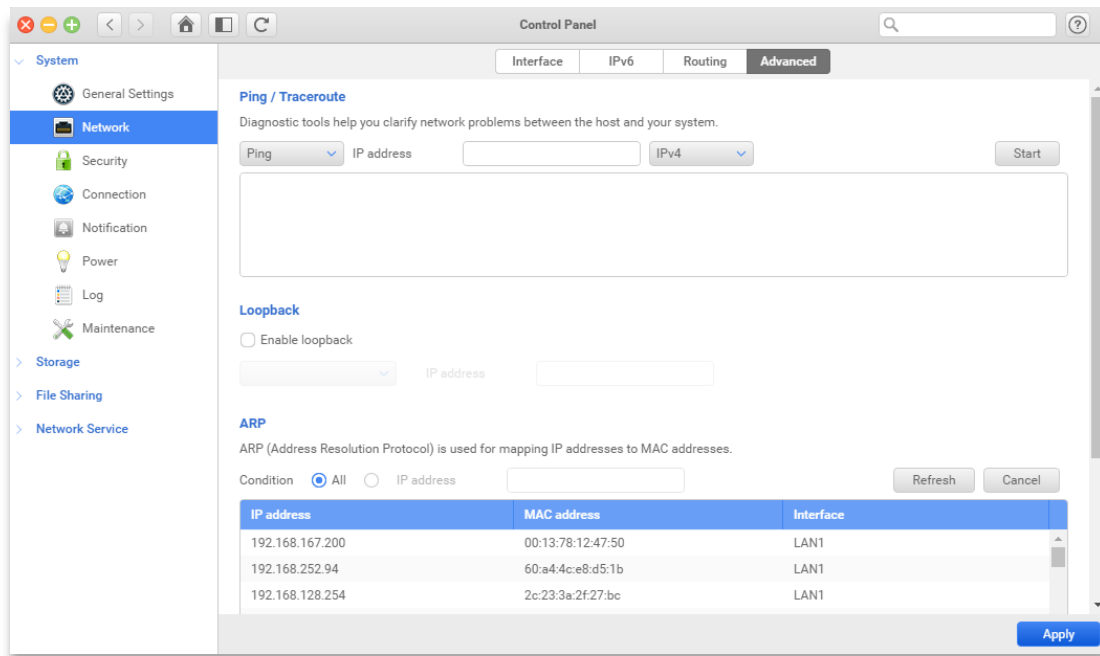 Control Panel
?
System
General Settings
Network
Security
Connection
Notification
Power
Log
Maintenance
Storage
File Sharing
Network Service
Interface IPv6 Routing Advanced
Ping / Traceroute
Diagnostic tools help you clarify network problems between the host and your system.
Ping IP address IPv4 Start
Loopback
Enable loopback
IP address
ARP
ARP (Address Resolution Protocol) is used for mapping IP addresses to MAC addresses.
Condition All IP address Refresh Cancel
IP address MAC address Interface
192.168.167.200 00:13:78:12:47:50 LAN1
192.168.252.94 60:a4:4c:e8:d5:1b LAN1
192.168.128.254 2c:23:3a:2f:27:bc LAN1
Apply